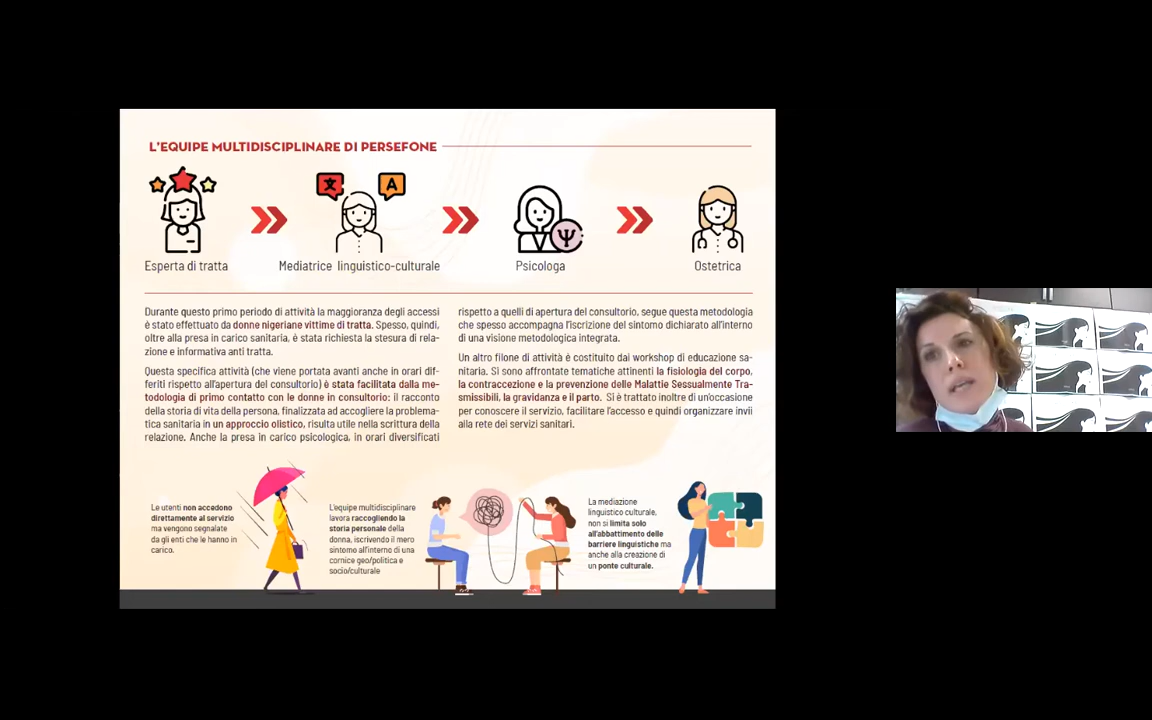 L'EQUIPE MULTIDISCIPLINARE DI PERSEFONE
文
A
Ψ
Esperta di tratta
Mediatrice linguistico-culturale
Psicologa
Ostetrica
Durante questo primo periodo di attività la maggioranza degli accessi
è stato effettuato da donne nigeriane vittime di tratta. Spesso, quindi,
oltre alla presa in carico sanitaria, è stata richiesta la stesura di rela-
zione e informativa anti tratta.
Questa specifica attività (che viene portata avanti anche in orari dif-
feriti rispetto all'apertura del consultorio) è stata facilitata dalla me-
todologia di primo contatto con le donne in consultorio: il racconto
della storia di vita della persona, finalizzata ad accogliere la problema-
tica sanitaria in un approccio olistico, risulta utile nella scrittura della
relazione. Anche la presa in carico psicologica, in orari diversificati
rispetto a quelli di apertura del consultorio, segue questa metodologia
che spesso accompagna l'iscrizione del sintomo dichiarato all'interno
di una visione metodologica integrata.
Un altro filone di attività è costituito dai workshop di educazione sa-
nitaria. Si sono affrontate tematiche attinenti la fisiologia del corpo,
la contraccezione e la prevenzione delle Malattie Sessualmente Tra-
smissibili, la gravidanza e il parto. Si è trattato inoltre di un'occasione
per conoscere il servizio, facilitare l'accesso e quindi organizzare invii
alla rete dei servizi sanitari.
Le utenti non accedono
direttamente al servizio
ma vengono segnalate
da gli enti che le hanno in
carico.
L'equipe multidisciplinare
lavora raccogliendo la
storia personale della
donna, iscrivendo il mero
sintomo all'interno di una
cornice geo/politica e
socio/culturale
La mediazione
linguistico culturale,
non si limita solo
all'abbattimento delle
barriere linguistiche ma
anche alla creazione di
un ponte culturale.